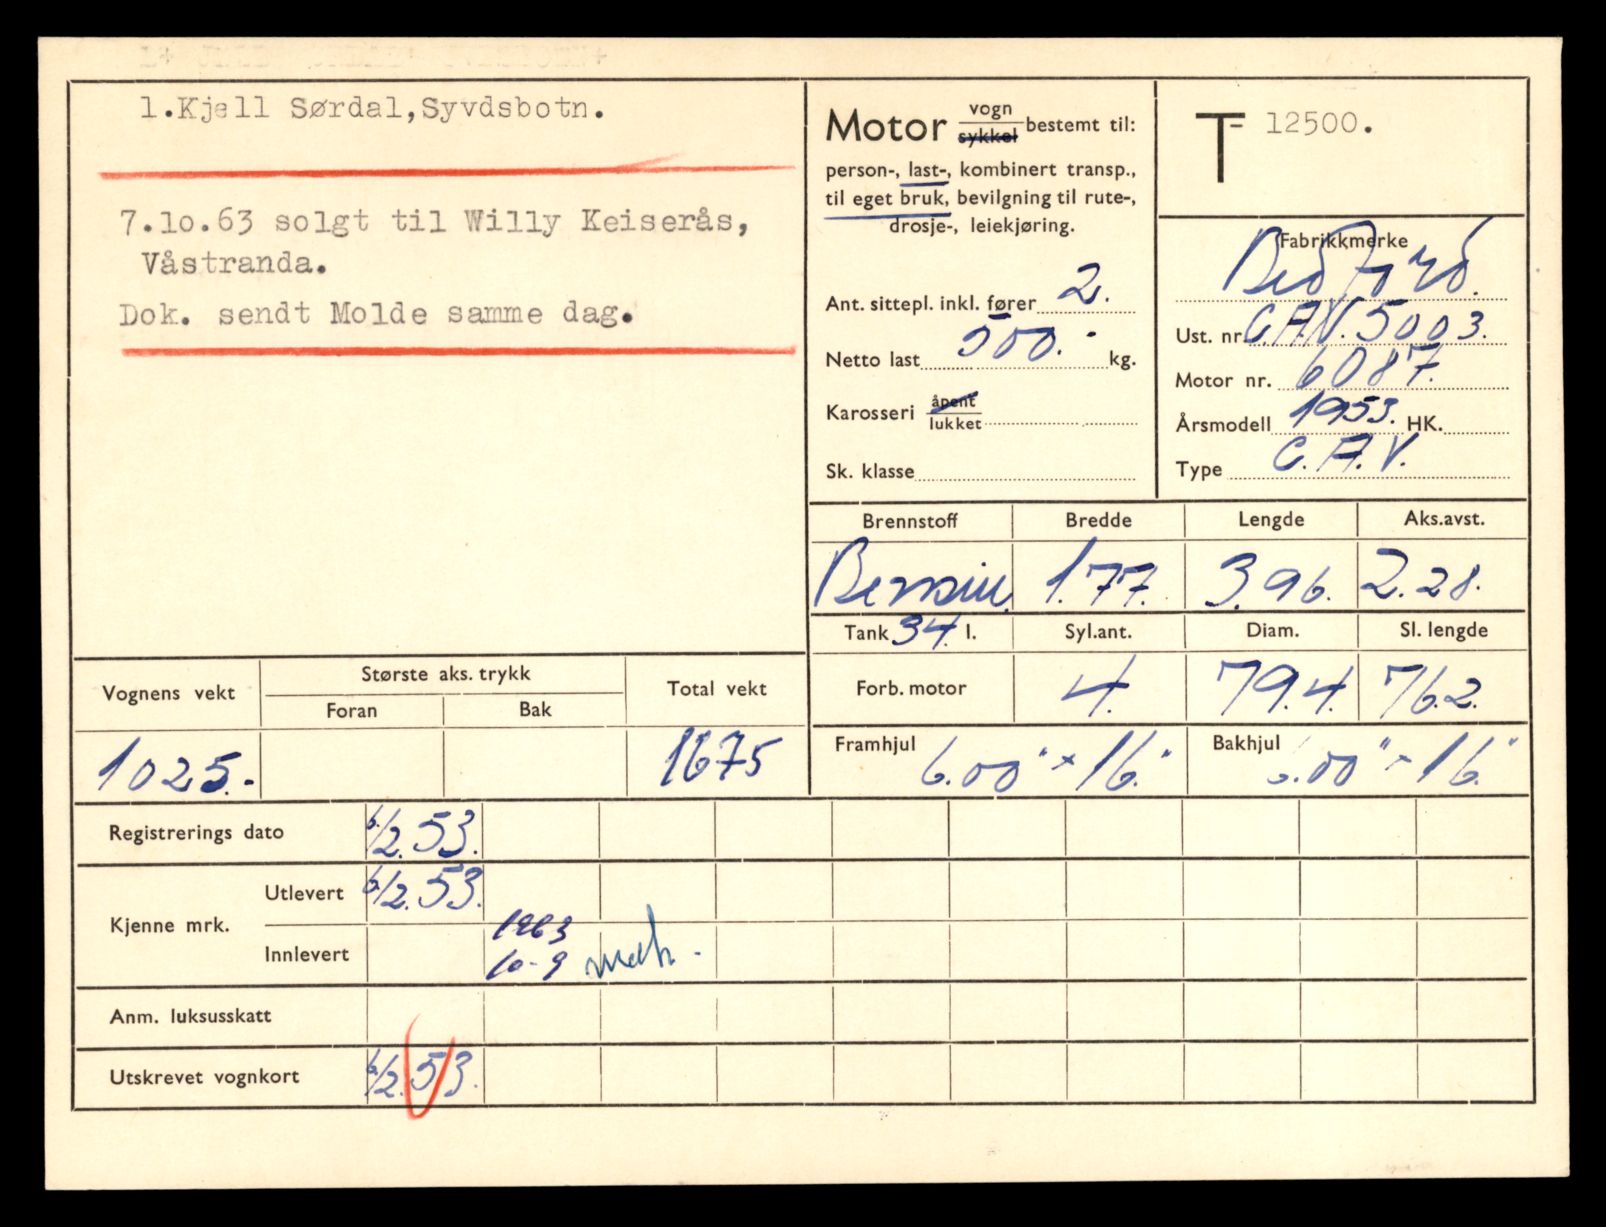 1.Kjell Sørdal,Syvdsbotn.
7.10.63 solgt til Willy Keiserås,
Våstranda.
Dok. sendt Molde samme dag.
Motor vogn sykkel bestemt til:
person-, last-, kombinert transp.,
til eget bruk, bevilgning til rute-,
drosje-, leiekjøring.
Ant. sittepl. inkl. fører 2.
Netto last 500.- kg.
Karosseri åpent lukket
Sk. klasse
T- 12500.
Fabrikkmerke
Bedford.
Ust. nr. C.A.V. 5003.
Motor nr. 6087.
Årsmodell 1953. HK.
Type C.A.V.
Brennstoff Bredde Lengde Aks.avst.
Bensin. 1.77. 3.96. 2.28.
Tank 34. l. Syl.ant. Diam. Sl. lengde
Forb. motor 4. 79.4. 76.2.
Framhjul 6.00" x 16." Bakhjul 6.00" x 16."
Vognens vekt Største aks. trykk Total vekt
Foran Bak
1025.- 1675
Registrerings dato 6/2.53.
Kjenne mrk. Utlevert 6/2.53.
Innlevert 1963
10-9
Anm. luksusskatt
Utskrevet vognkort 6/2.53.